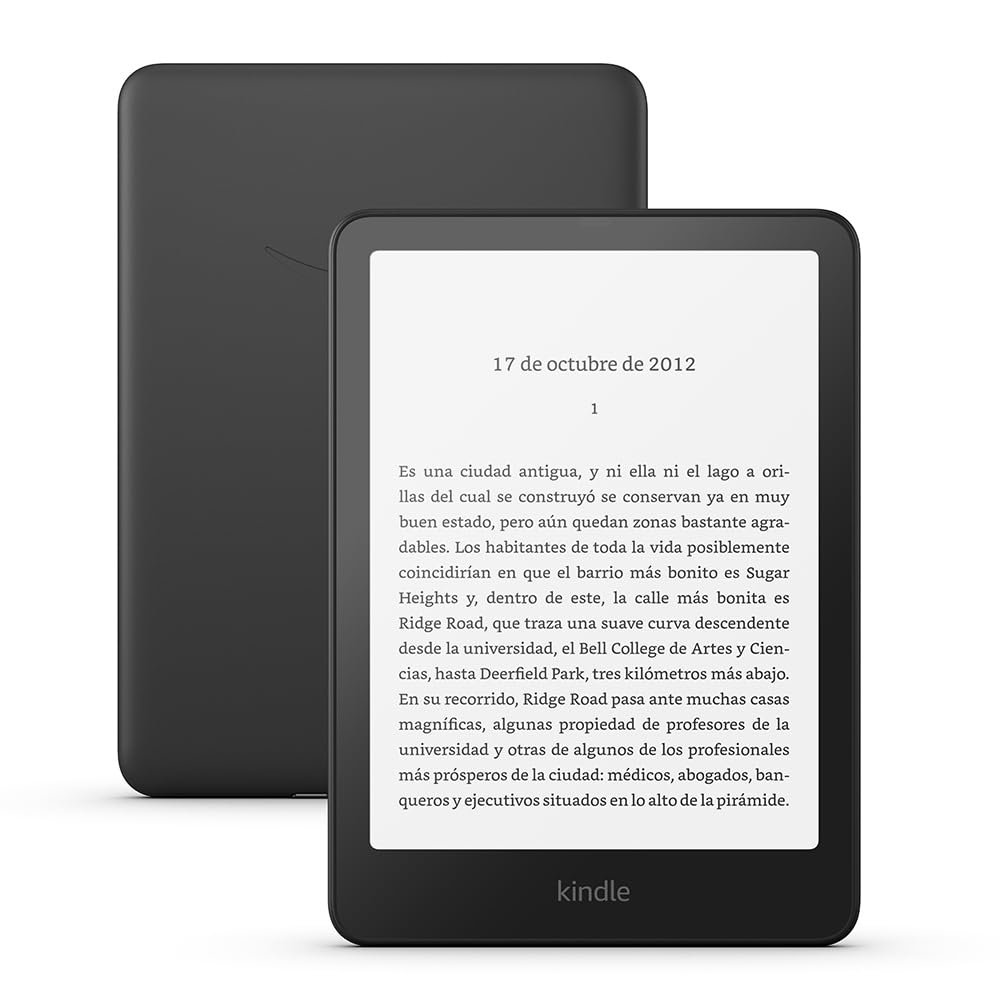 17 de octubre de 2012
1
Es una ciudad antigua, y ni ella ni el lago a ori-
llas del cual se construyó se conservan ya en muy
buen estado, pero aún quedan zonas bastante agra-
dables. Los habitantes de toda la vida posiblemente
coincidirían en que el barrio más bonito es Sugar
Heights y, dentro de este, la calle más bonita es
Ridge Road, que traza una suave curva descendente
desde la universidad, el Bell College de Artes y Cien-
cias, hasta Deerfield Park, tres kilómetros más abajo.
En su recorrido, Ridge Road pasa ante muchas casas
magníficas, algunas propiedad de profesores de la
universidad y otras de algunos de los profesionales
más prósperos de la ciudad: médicos, abogados, ban-
queros y ejecutivos situados en lo alto de la pirámide.
kindle